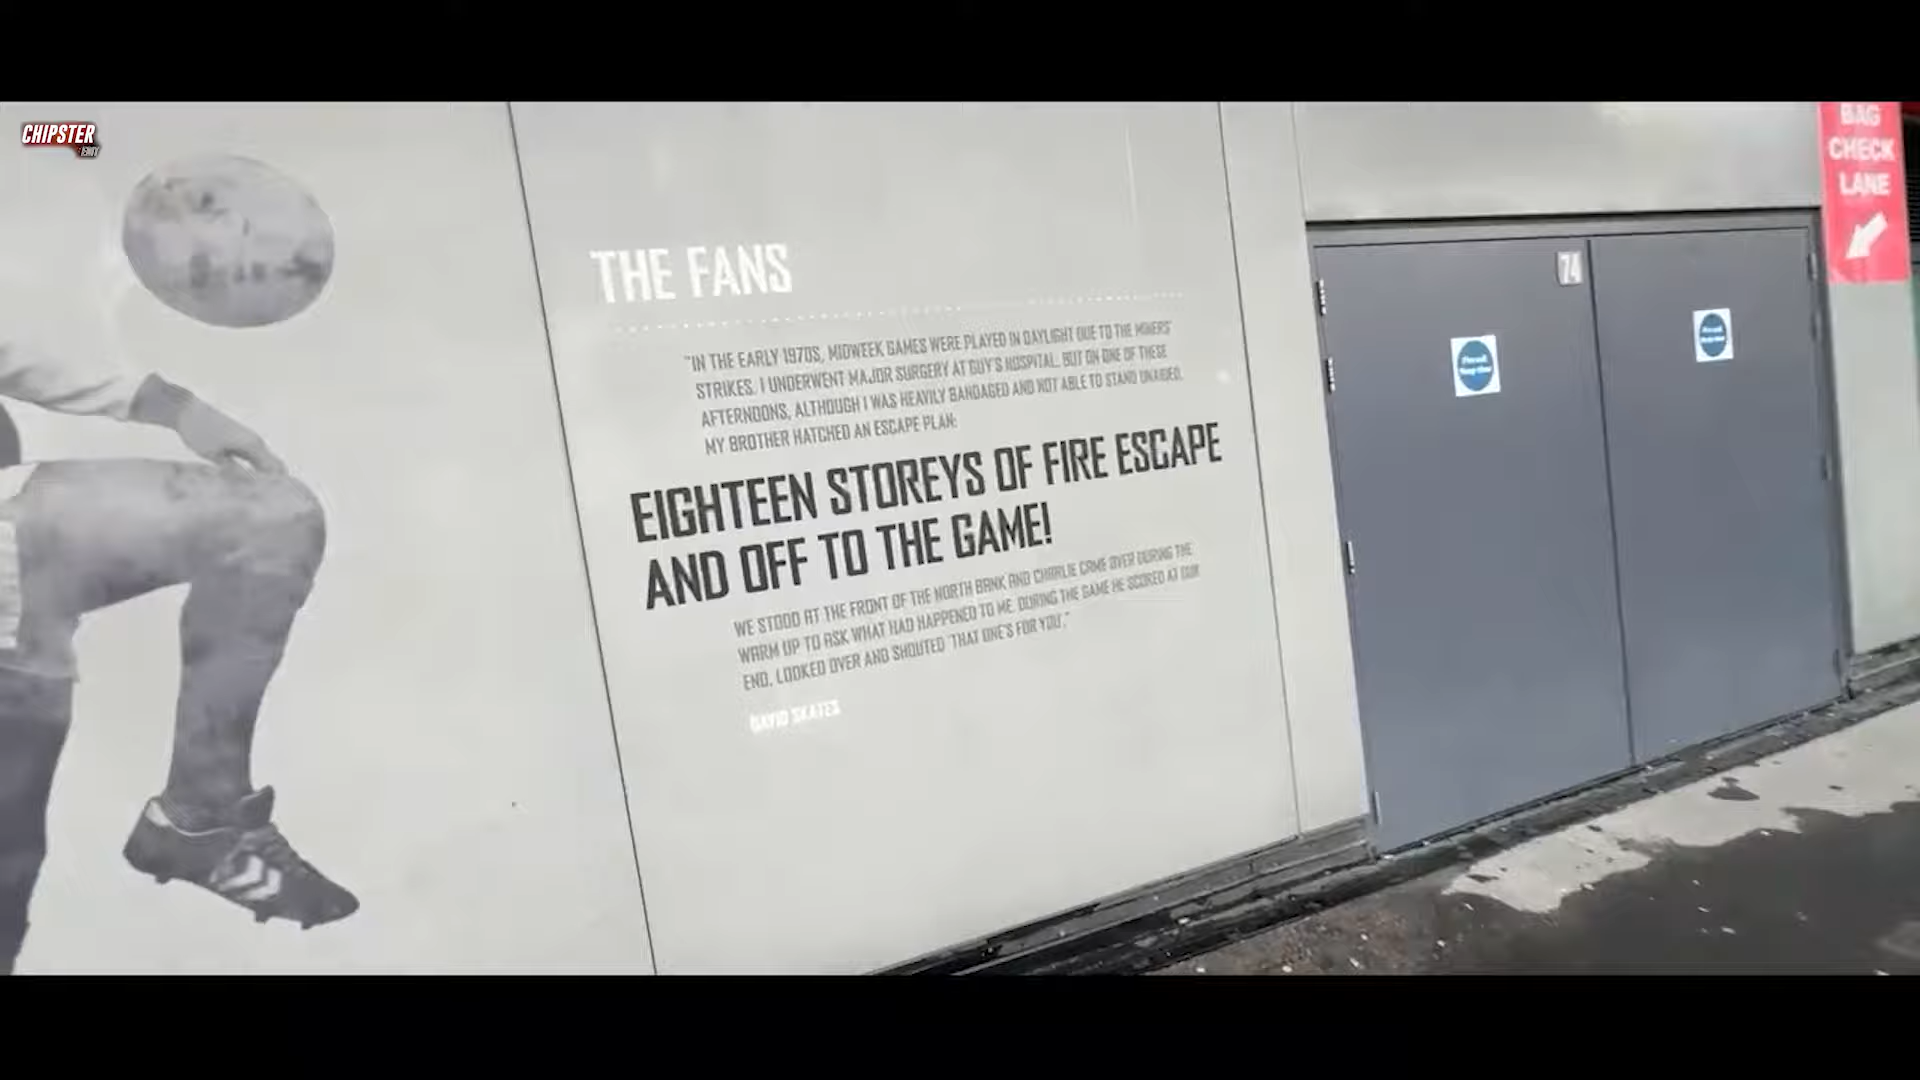 CHIPSTER
THE FANS
"IN THE EARLY 1970S, MIDWEEK GAMES WERE PLAYED IN DAYLIGHT DUE TO THE MINERS'
STRIKES. I UNDERWENT MAJOR SURGERY AT GUY'S HOSPITAL. BUT ON ONE OF THESE
AFTERNOONS, ALTHOUGH I WAS HEAVILY BANDAGED AND NOT ABLE TO STAND UNAIDED,
MY BROTHER HATCHED AN ESCAPE PLAN:
EIGHTEEN STOREYS OF FIRE ESCAPE
AND OFF TO THE GAME!
WE STOOD AT THE FRONT OF THE NORTH BANK AND CHARLIE CAME OVER DURING THE
WARM UP TO ASK WHAT HAD HAPPENED TO ME. DURING THE GAME HE SCORED AT OUR
END, LOOKED OVER AND SHOUTED 'THAT ONE'S FOR YOU'."
DAVID SKATES
74
BAG
CHECK
LANE